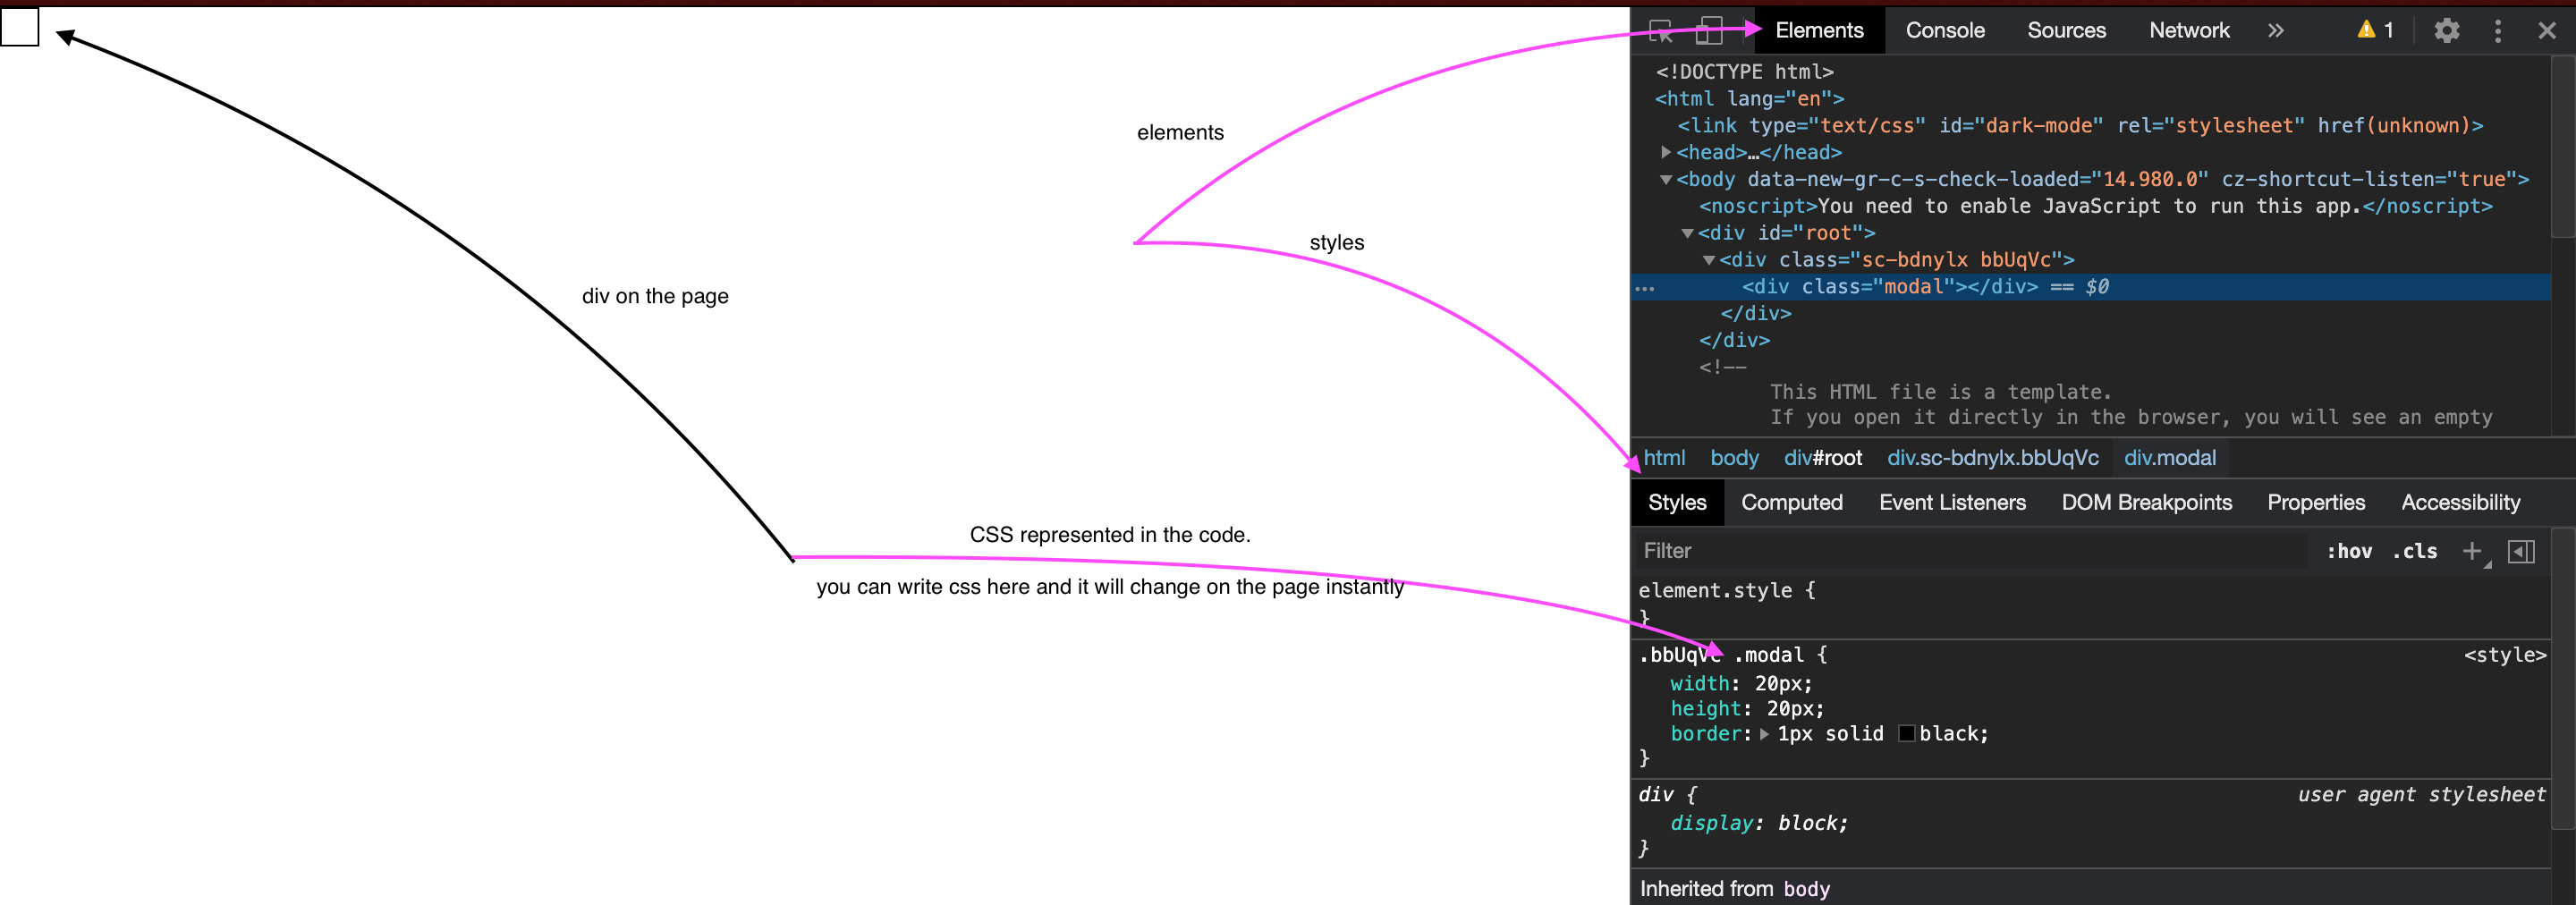 elements
styles
div on the page
CSS represented in the code.
you can write css here and it will change on the page instantly
Elements Console Sources Network » 1
<!DOCTYPE html>
<html lang="en">
<link type="text/css" id="dark-mode" rel="stylesheet" href(unknown)>
<head>…</head>
<body data-new-gr-c-s-check-loaded="14.980.0" cz-shortcut-listen="true">
<noscript>You need to enable JavaScript to run this app.</noscript>
<div id="root">
<div class="sc-bdnylx bbUqVc">
… <div class="modal"></div> == $0
</div>
</div>
<!--
This HTML file is a template.
If you open it directly in the browser, you will see an empty
html body div#root div.sc-bdnylx.bbUqVc div.modal
Styles Computed Event Listeners DOM Breakpoints Properties Accessibility
Filter :hov .cls +
element.style {
}
.bbUqVc .modal { <style>
width: 20px;
height: 20px;
border: 1px solid black;
}
div { user agent stylesheet
display: block;
}
Inherited from body